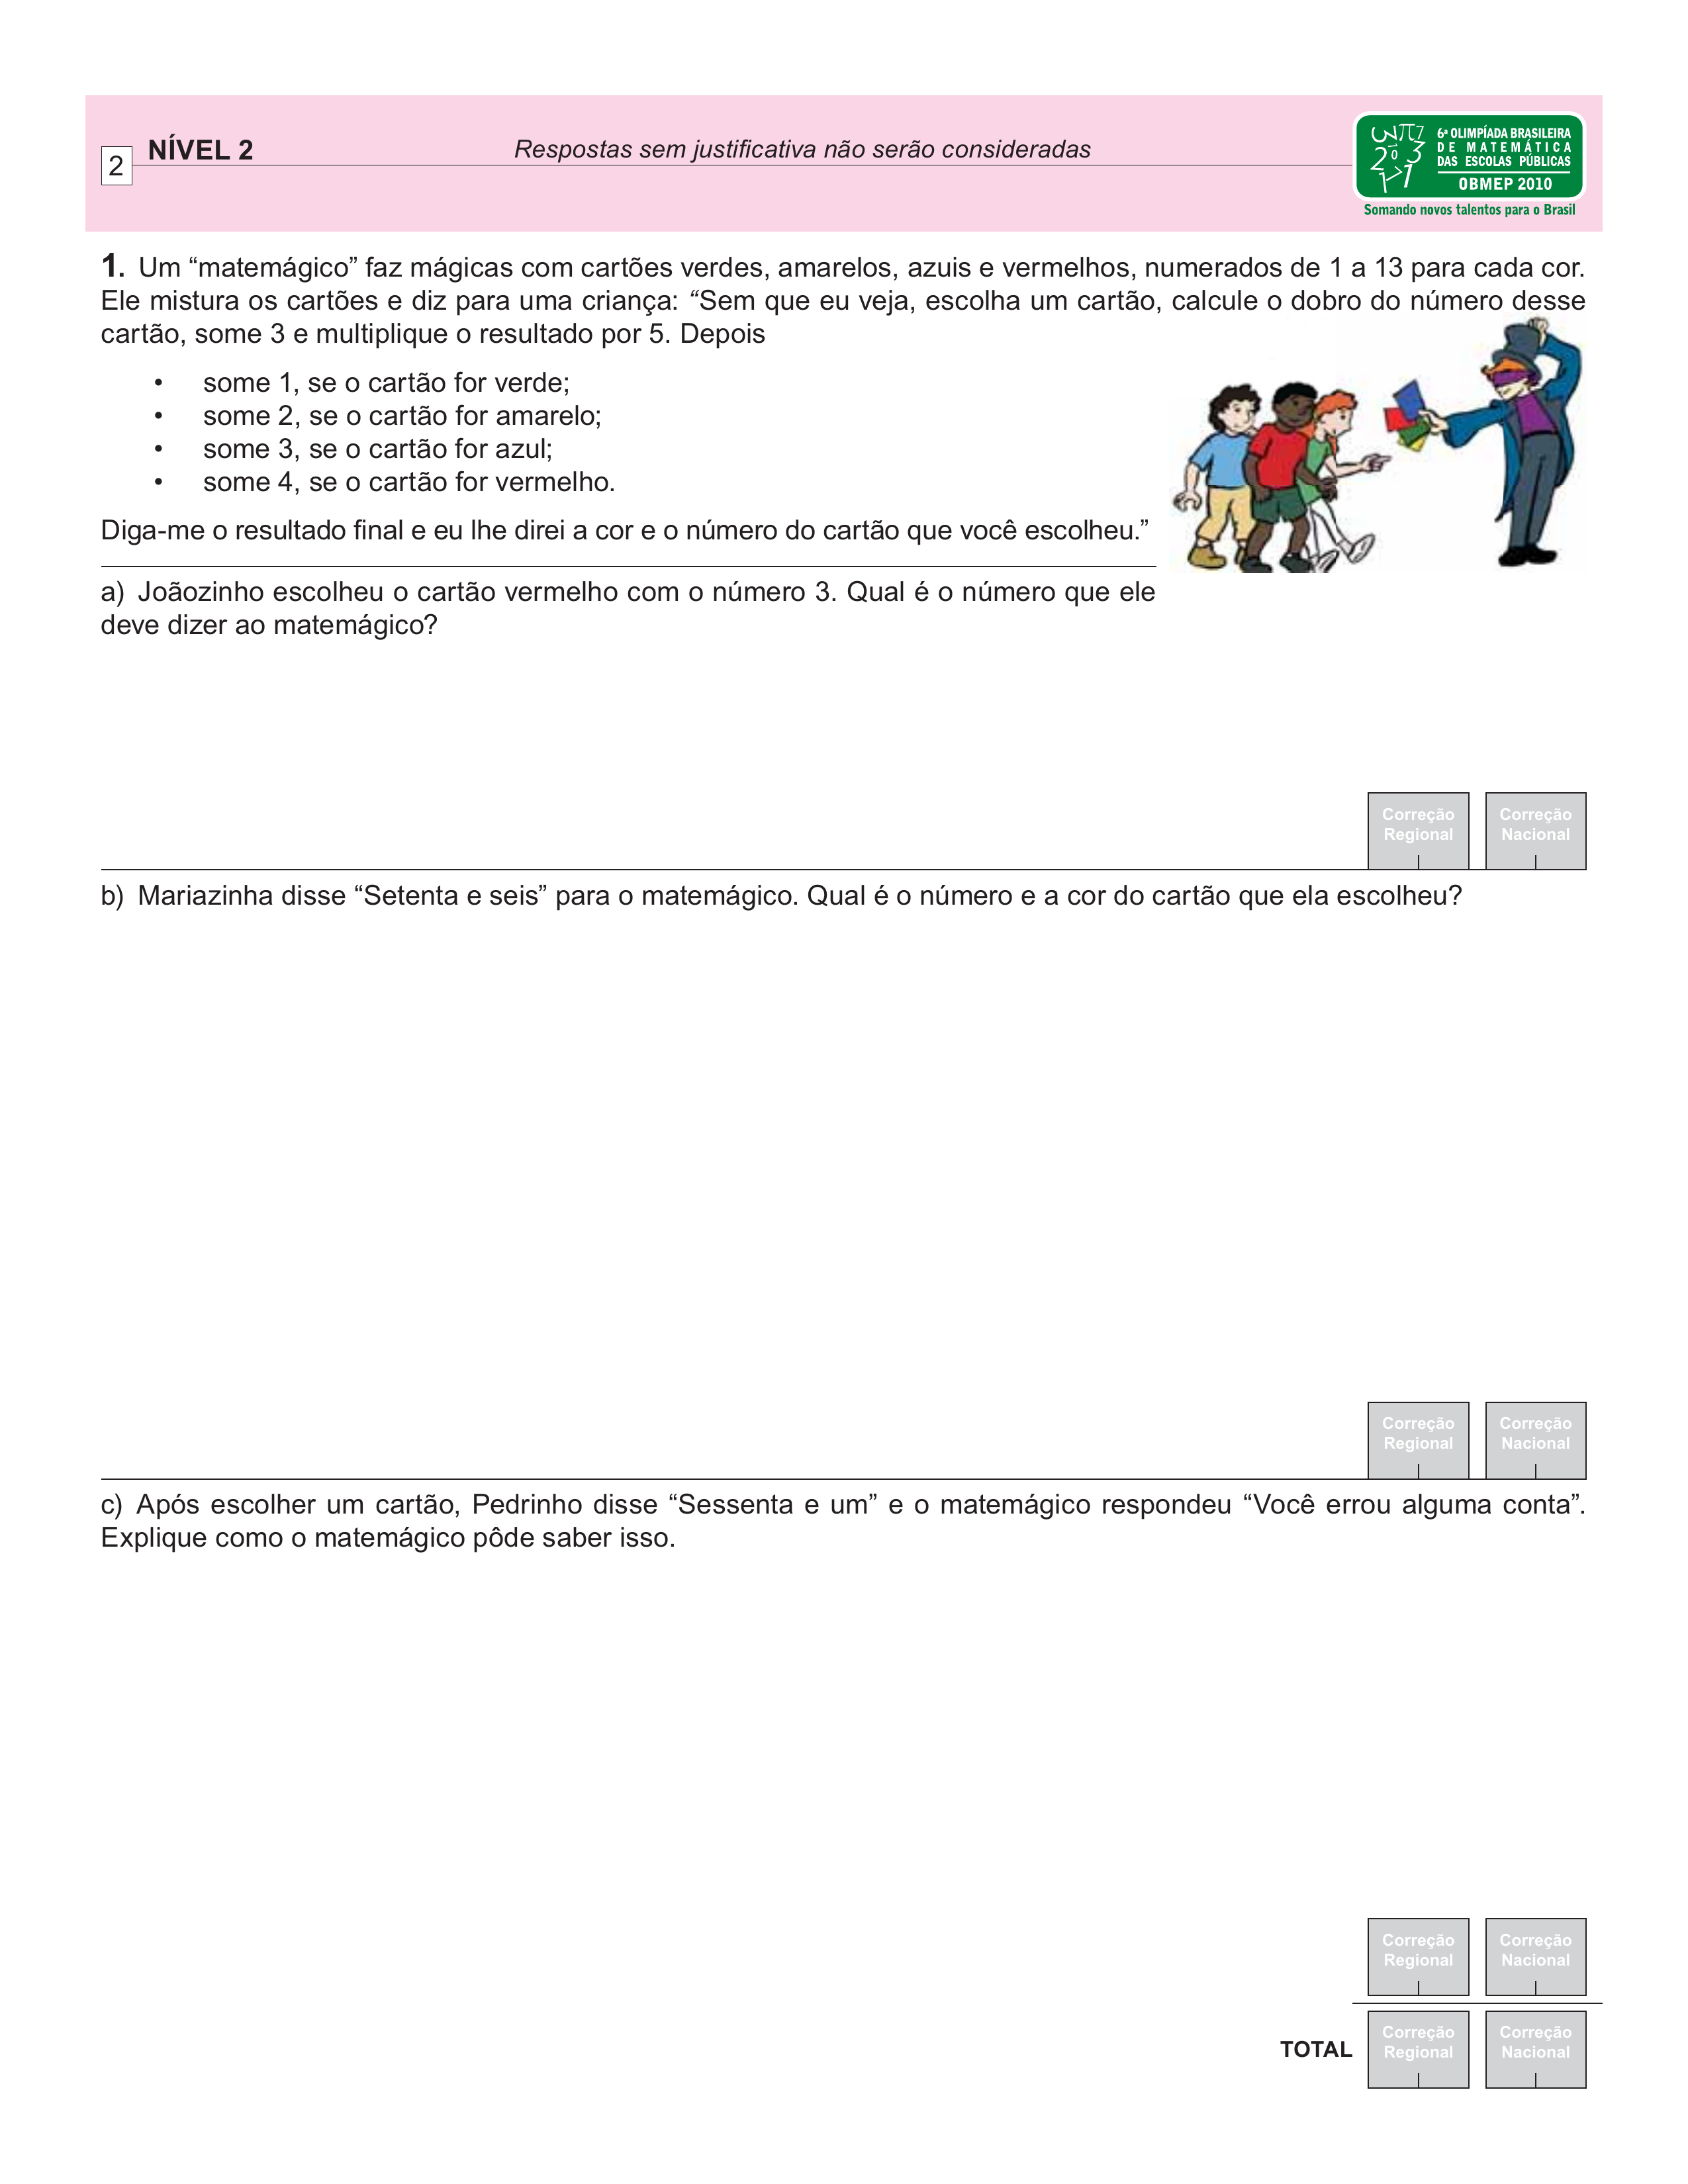 2
NÍVEL 2
Respostas sem justificativa não serão consideradas
6ª OLIMPÍADA BRASILEIRA
DE MATEMÁTICA
DAS ESCOLAS PÚBLICAS
OBMEP 2010
Somando novos talentos para o Brasil
1. Um “matemágico” faz mágicas com cartões verdes, amarelos, azuis e vermelhos, numerados de 1 a 13 para cada cor.
Ele mistura os cartões e diz para uma criança: “Sem que eu veja, escolha um cartão, calcule o dobro do número desse
cartão, some 3 e multiplique o resultado por 5. Depois
• some 1, se o cartão for verde;
• some 2, se o cartão for amarelo;
• some 3, se o cartão for azul;
• some 4, se o cartão for vermelho.
Diga-me o resultado final e eu lhe direi a cor e o número do cartão que você escolheu.”
a) Joãozinho escolheu o cartão vermelho com o número 3. Qual é o número que ele
deve dizer ao matemágico?
Correção
Regional
Correção
Nacional
b) Mariazinha disse “Setenta e seis” para o matemágico. Qual é o número e a cor do cartão que ela escolheu?
Correção
Regional
Correção
Nacional
c) Após escolher um cartão, Pedrinho disse “Sessenta e um” e o matemágico respondeu “Você errou alguma conta”.
Explique como o matemágico pôde saber isso.
Correção
Regional
Correção
Nacional
TOTAL
Correção
Regional
Correção
Nacional